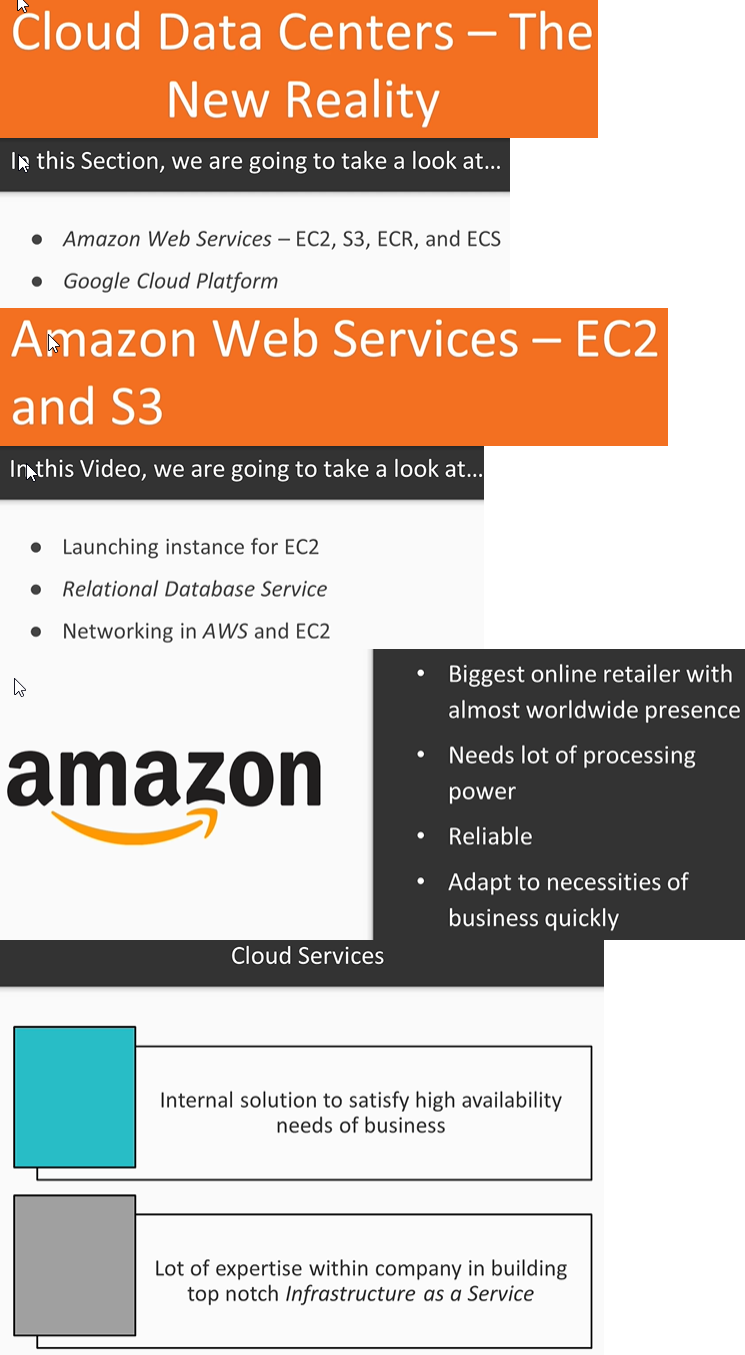 Cloud Data Centers – The
New Reality
In this Section, we are going to take a look at...
● Amazon Web Services – EC2, S3, ECR, and ECS
● Google Cloud Platform
Amazon Web Services – EC2
and S3
In this Video, we are going to take a look at...
● Launching instance for EC2
● Relational Database Service
● Networking in AWS and EC2
amazon
• Biggest online retailer with
almost worldwide presence
• Needs lot of processing
power
• Reliable
• Adapt to necessities of
business quickly
Cloud Services
Internal solution to satisfy high availability
needs of business
Lot of expertise within company in building
top notch Infrastructure as a Service